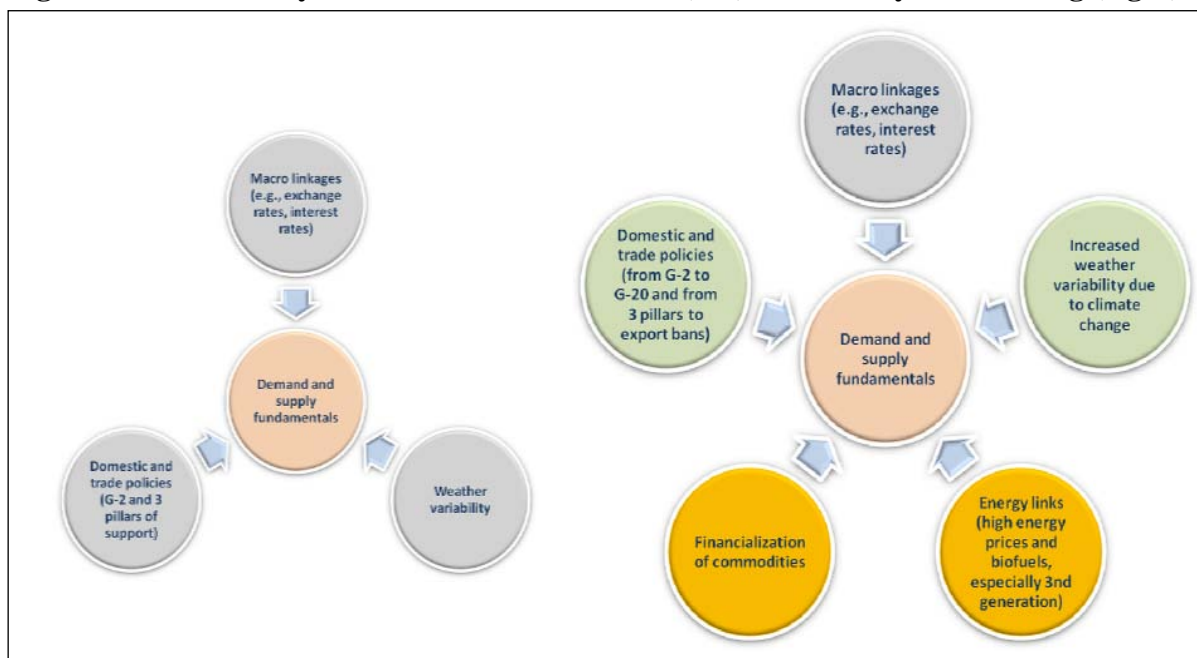 Macro linkages
(e.g., exchange
rates, interest
rates)
Demand and
supply
fundamentals
Domestic and
trade policies
(G-2 and 3
pillars of
support)
Weather
variability
Macro linkages
(e.g., exchange
rates, interest
rates)
Domestic and
trade policies
(from G-2 to
G-20 and from
3 pillars to
export bans)
Increased
weather
variability due
to climate
change
Demand and
supply
fundamentals
Financialization
of commodities
Energy links
(high energy
prices and
biofuels,
especially 3nd
generation)